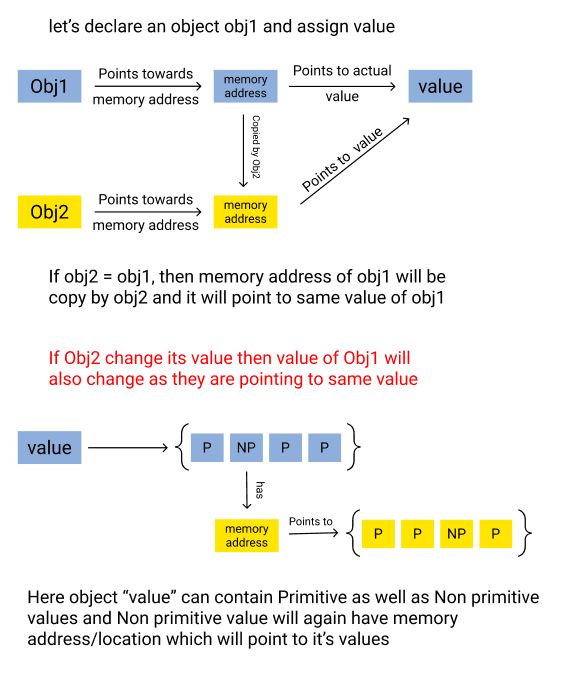 let's declare an object obj1 and assign value
Obj1
Points towards
memory address
memory
address
Points to actual
value
value
Copied by Obj2
Points to value
Obj2
Points towards
memory address
memory
address
If obj2 = obj1, then memory address of obj1 will be
copy by obj2 and it will point to same value of obj1
If Obj2 change its value then value of Obj1 will
also change as they are pointing to same value
value
{ P NP P P }
has
memory
address
Points to
{ P P NP P }
Here object “value” can contain Primitive as well as Non primitive
values and Non primitive value will again have memory
address/location which will point to it's values